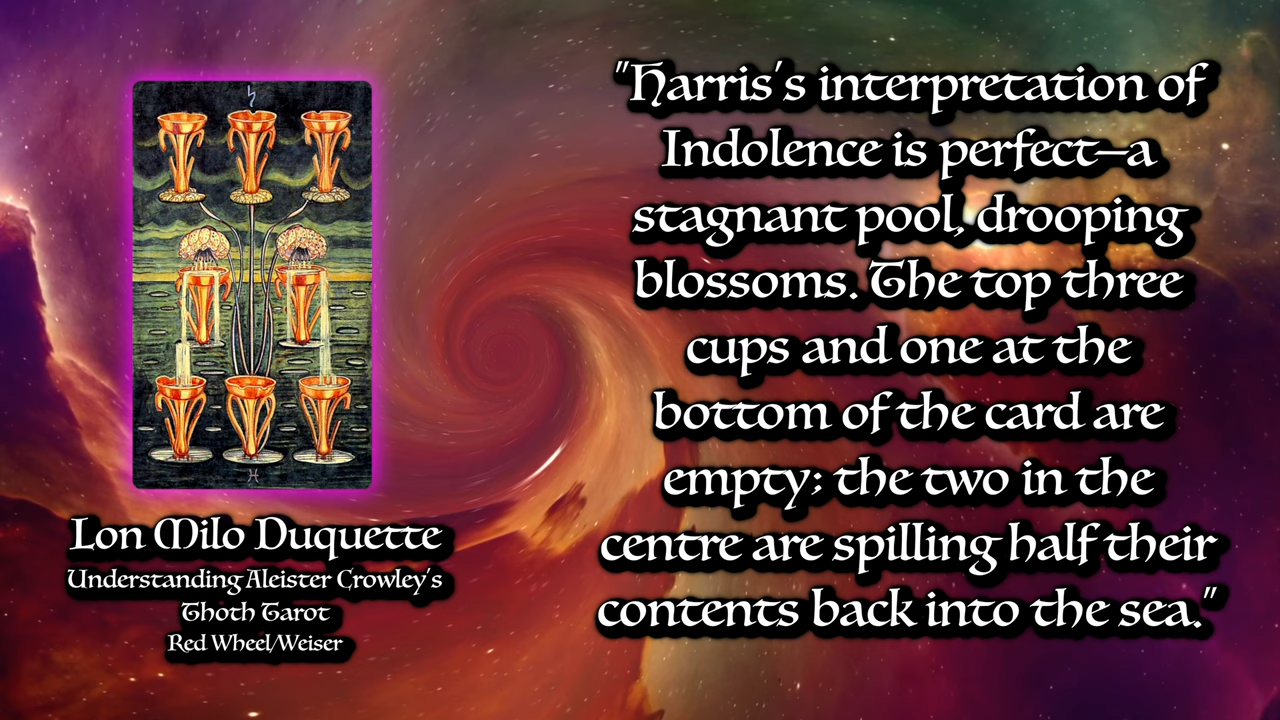 "Harris's interpretation of
Indolence is perfect—a
stagnant pool, drooping
blossoms. The top three
cups and one at the
bottom of the card are
empty; the two in the
centre are spilling half their
contents back into the sea."
Lon Milo Duquette
Understanding Aleister Crowley's
Thoth Tarot
Red Wheel/Weiser